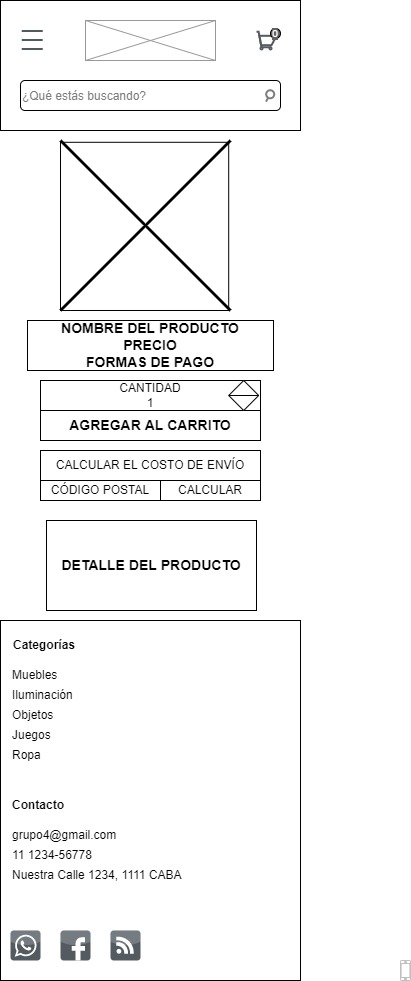 0
¿Qué estás buscando?
NOMBRE DEL PRODUCTO
PRECIO
FORMAS DE PAGO
CANTIDAD
1
AGREGAR AL CARRITO
CALCULAR EL COSTO DE ENVÍO
CÓDIGO POSTAL CALCULAR
DETALLE DEL PRODUCTO
Categorías
Muebles
Iluminación
Objetos
Juegos
Ropa
Contacto
grupo4@gmail.com
11 1234-56778
Nuestra Calle 1234, 1111 CABA